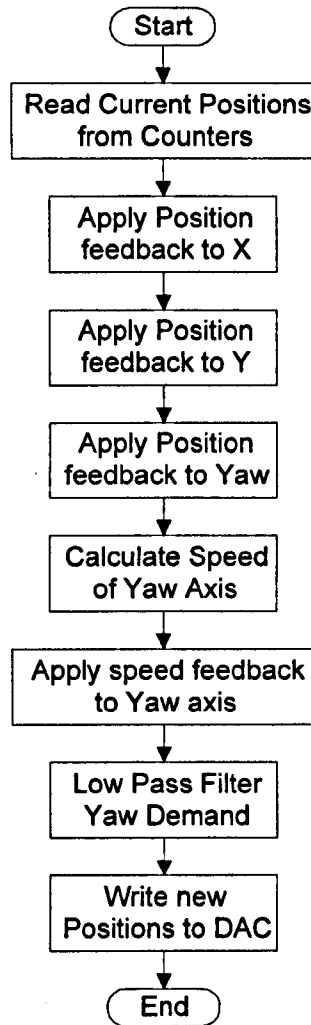 Start
Read Current Positions
from Counters
Apply Position
feedback to X
Apply Position
feedback to Y
Apply Position
feedback to Yaw
Calculate Speed
of Yaw Axis
Apply speed feedback
to Yaw axis
Low Pass Filter
Yaw Demand
Write new
Positions to DAC
End